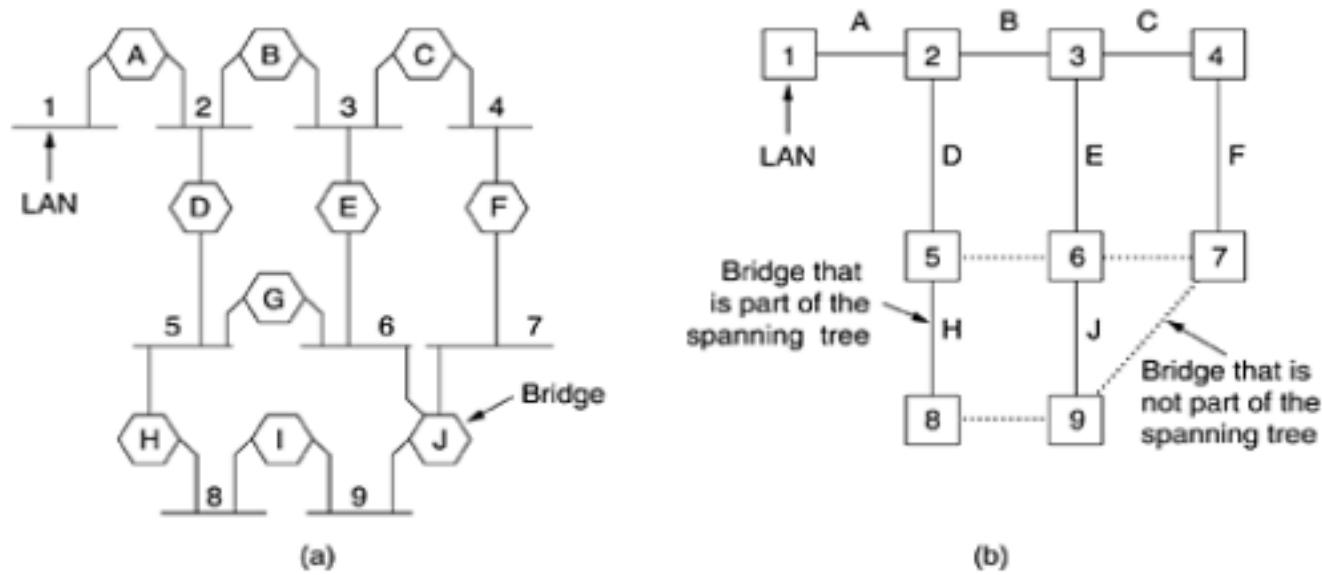 A
B
C
1
2
3
4
LAN
D
E
F
G
5
6
7
Bridge
H
I
J
8
9
(a)
A
B
C
1
2
3
4
LAN
D
E
F
5
6
7
Bridge that
is part of the
spanning tree
H
J
Bridge that is
not part of the
spanning tree
8
9
(b)